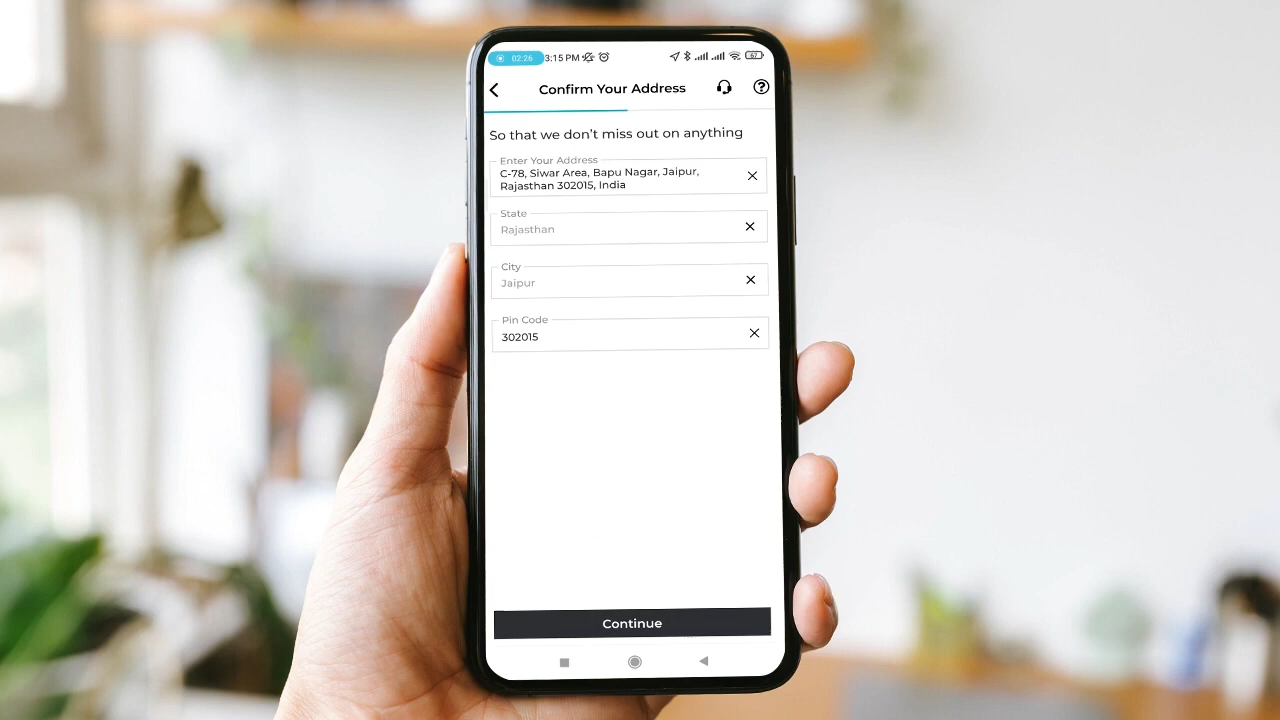 02:26 3:15 PM 67
Confirm Your Address
So that we don't miss out on anything
Enter Your Address
C-78, Siwar Area, Bapu Nagar, Jaipur,
Rajasthan 302015, India
State
Rajasthan
City
Jaipur
Pin Code
302015
Continue